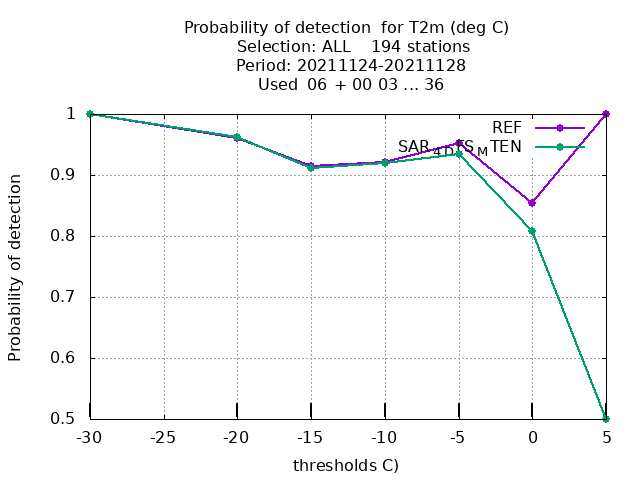 Probability of detection for T2m (deg C)
Selection: ALL 194 stations
Period: 20211124-20211128
Used 06 + 00 03 ... 36
REF
SAR4DTSMTEN
1
0.9
0.8
0.7
0.6
0.5
Probability of detection
-30 -25 -20 -15 -10 -5 0 5
thresholds C)